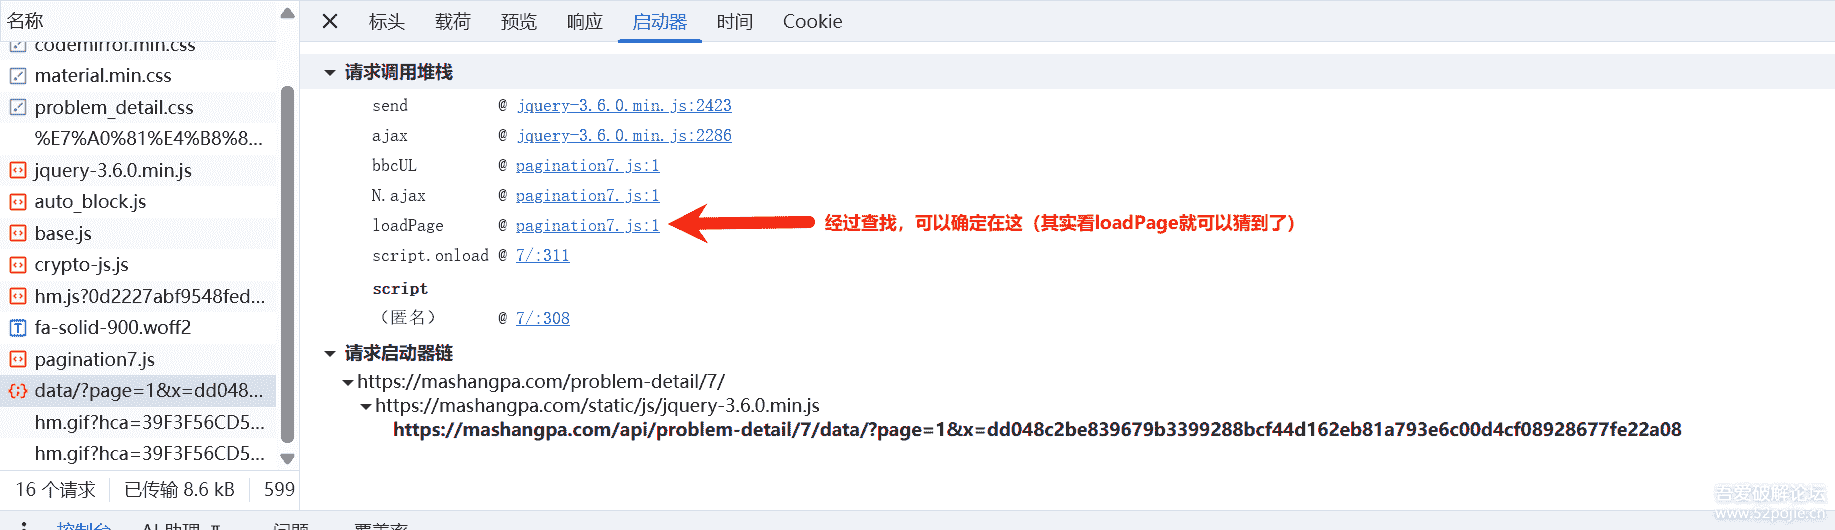 名称
codemirror.min.css
material.min.css
problem_detail.css
%E7%A0%81%E4%B8%8...
jquery-3.6.0.min.js
auto_block.js
base.js
crypto-js.js
hm.js?0d2227abf9548fed...
fa-solid-900.woff2
pagination7.js
data/?page=1&x=dd048...
hm.gif?hca=39F3F56CD5...
hm.gif?hca=39F3F56CD5...
16 个请求 已传输 8.6 kB 599
标头 载荷 预览 响应 启动器 时间 Cookie
请求调用堆栈
send @ jquery-3.6.0.min.js:2423
ajax @ jquery-3.6.0.min.js:2286
bbcUL @ pagination7.js:1
N.ajax @ pagination7.js:1
loadPage @ pagination7.js:1 经过查找，可以确定在这（其实看loadPage就可以猜到了）
script.onload @ 7/:311
script
（匿名） @ 7/:308
请求启动器链
https://mashangpa.com/problem-detail/7/
https://mashangpa.com/static/js/jquery-3.6.0.min.js
https://mashangpa.com/api/problem-detail/7/data/?page=1&x=dd048c2be839679b3399288bcf44d162eb81a793e6c00d4cf08928677fe22a08
控制台 AI 助理 问题 覆盖率
吾爱破解论坛
www.52pojie.cn